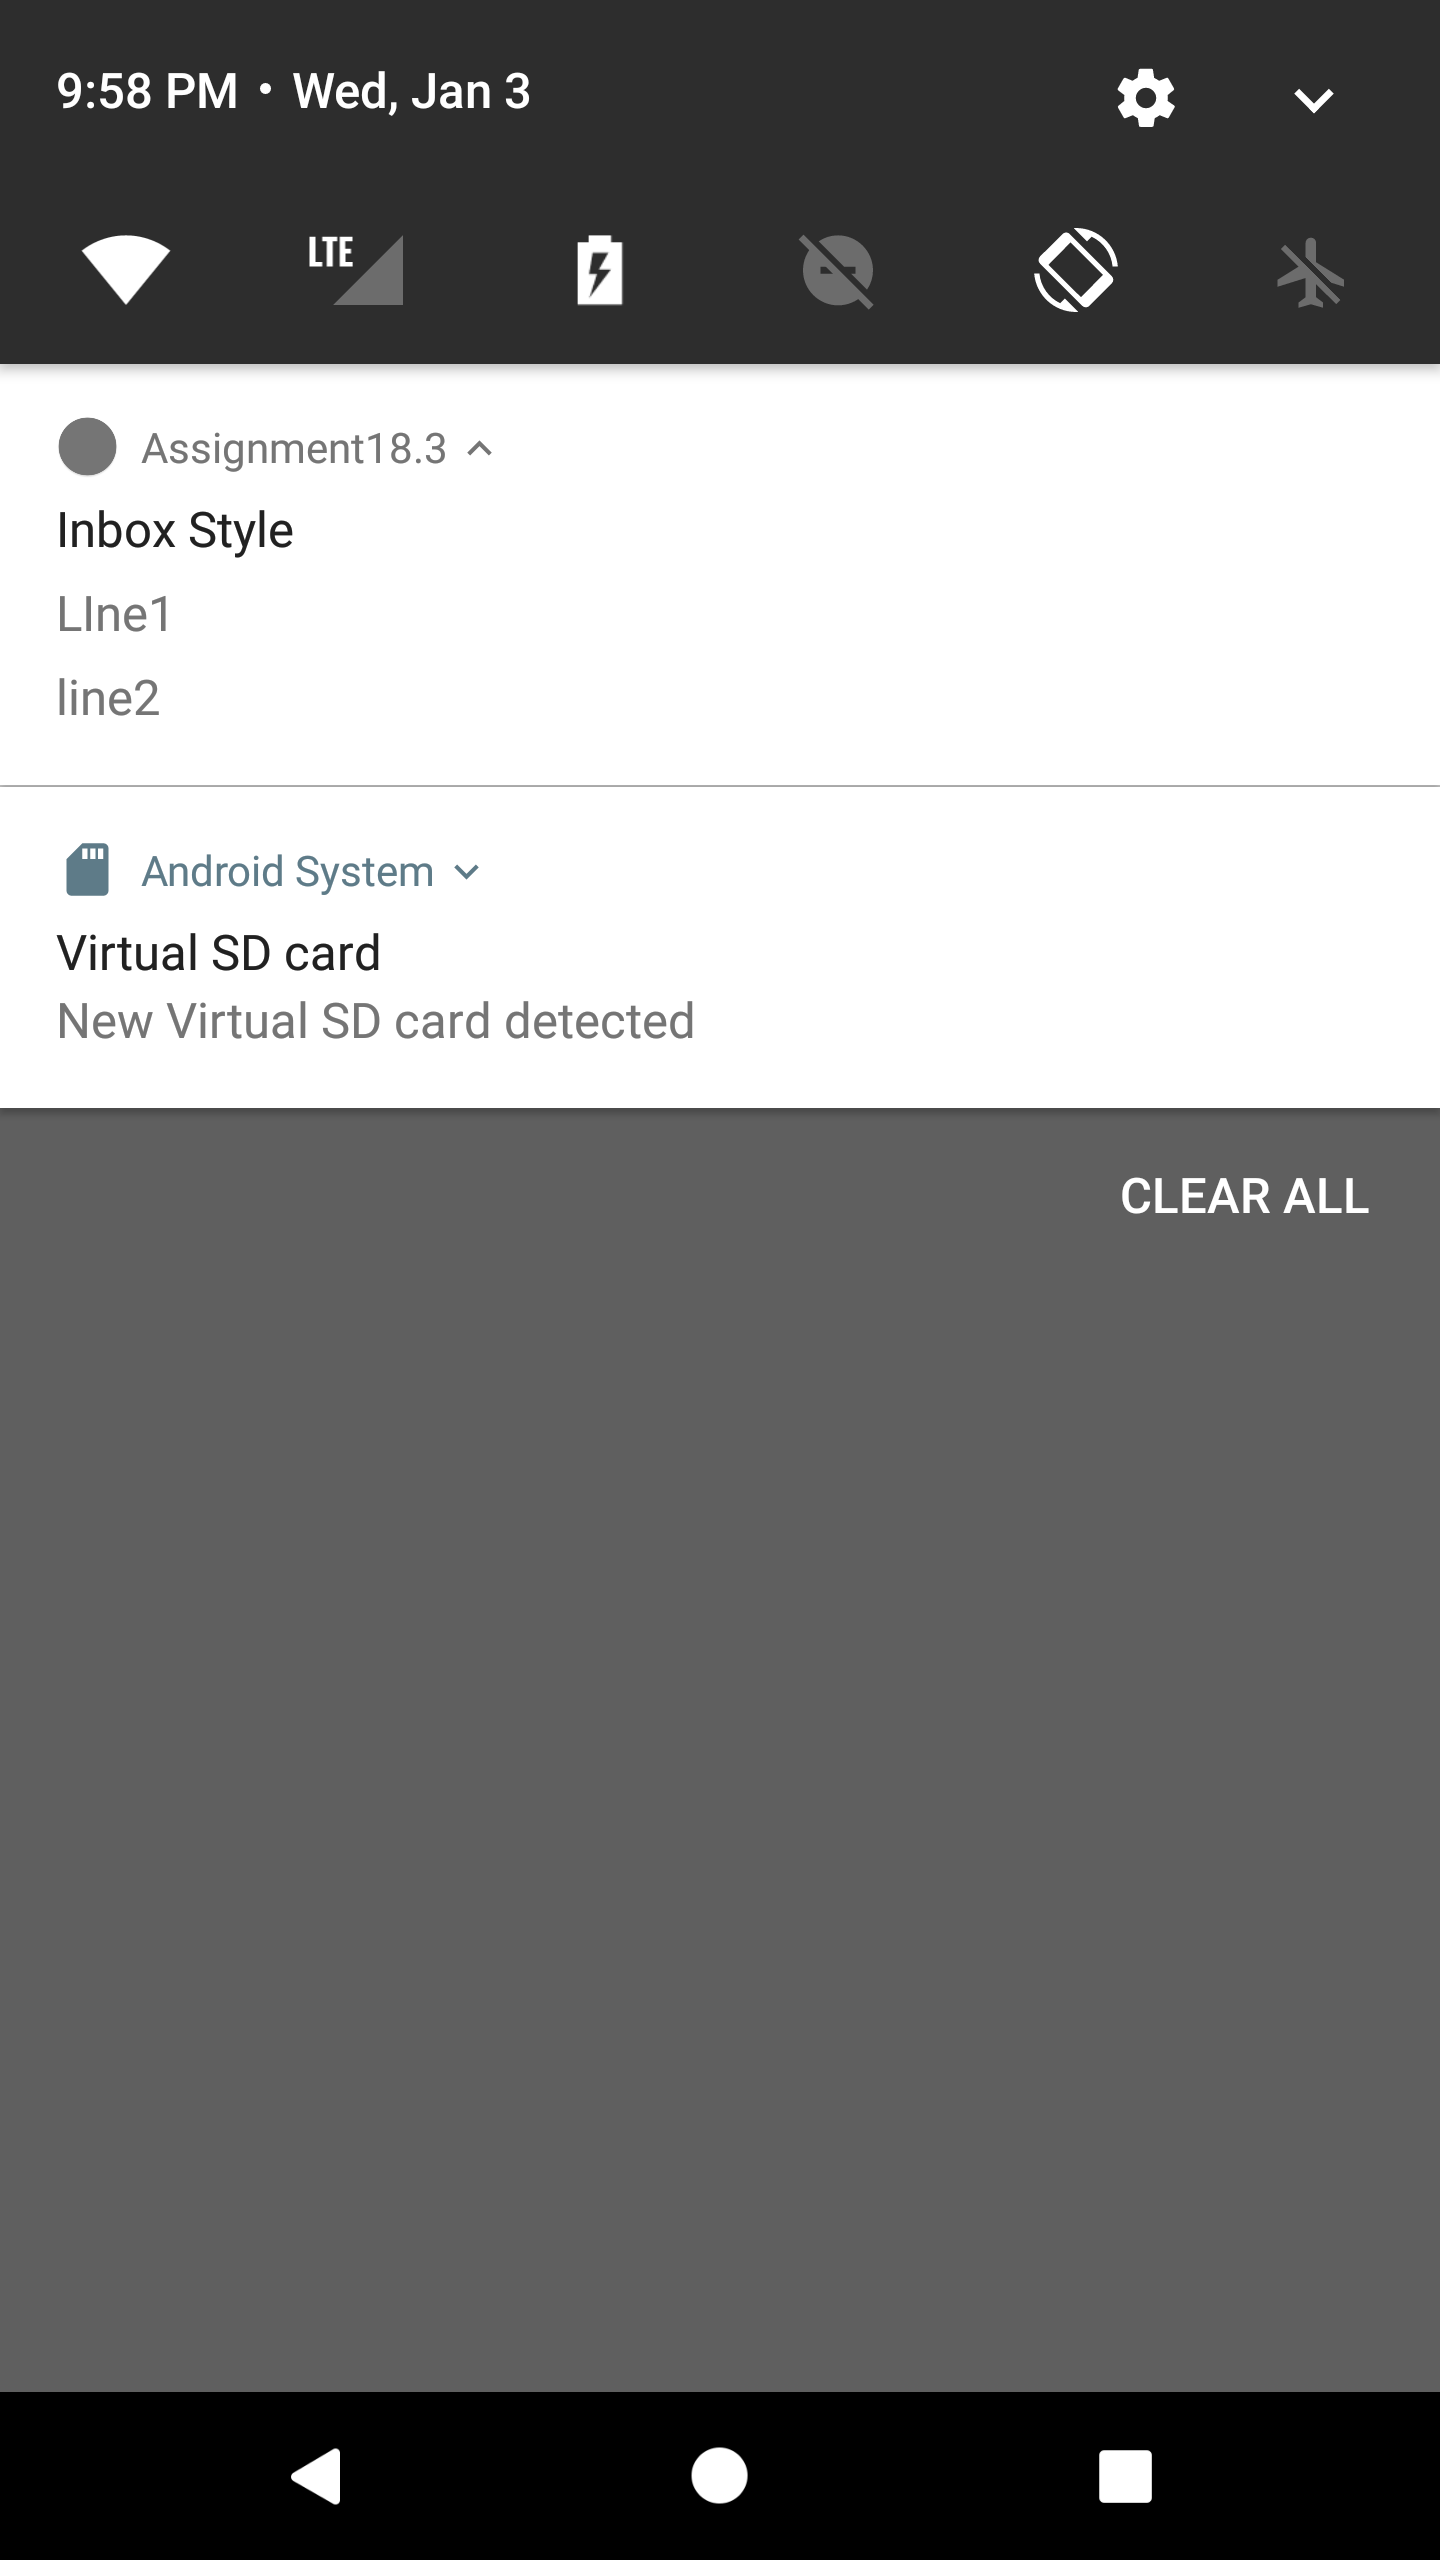 9:58 PM • Wed, Jan 3
LTE
Assignment18.3
Inbox Style
LIne1
line2
Android System
Virtual SD card
New Virtual SD card detected
CLEAR ALL